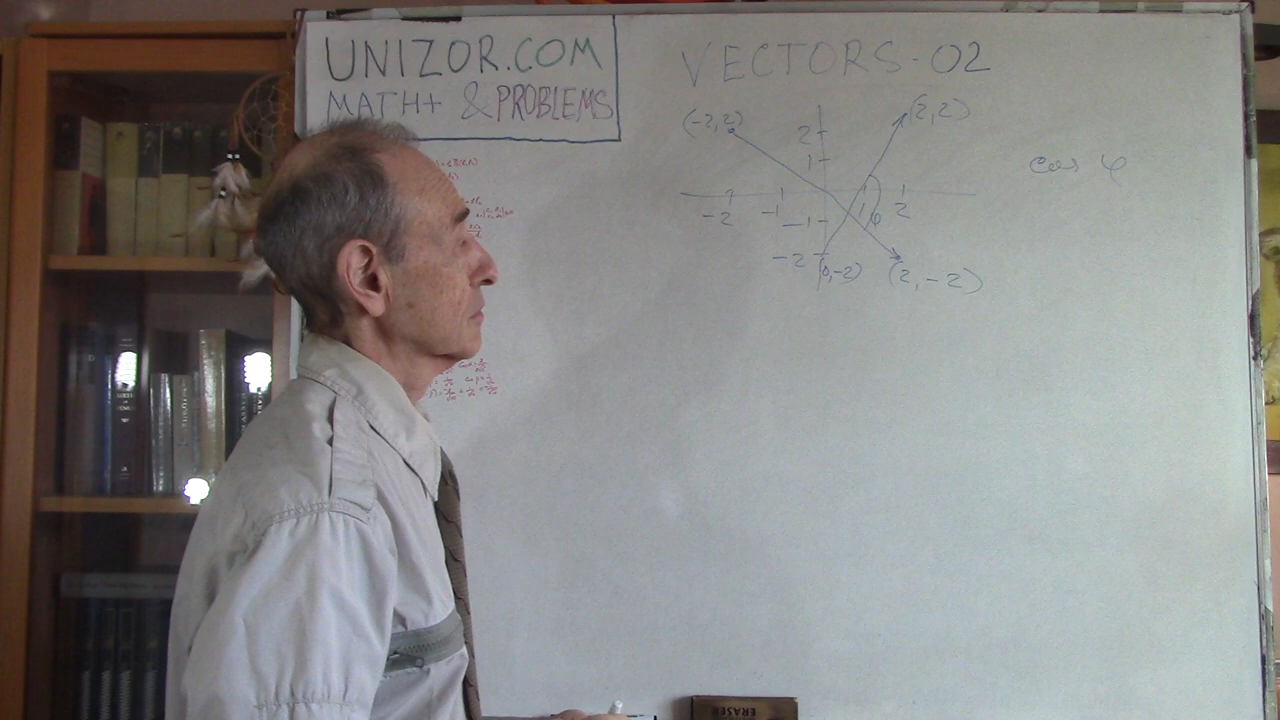 UNIZOR.COM
MATH+ & PROBLEMS
VECTORS-02
(-2,2)
(2,2)
2
1
cos φ
-2
-1
-1
1
φ
2
-2
(0,-2)
(2,-2)
ERASER